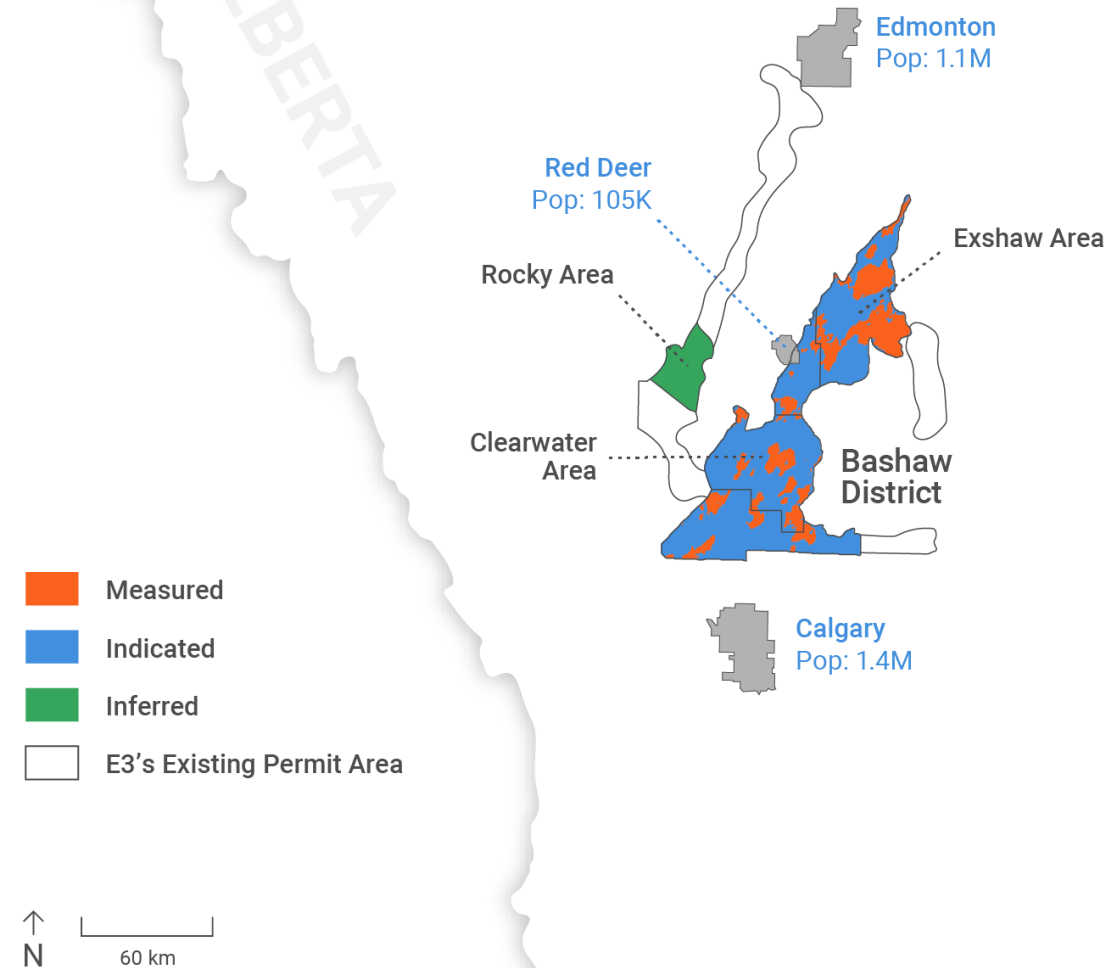 LBERTA
Edmonton
Pop: 1.1M
Red Deer
Pop: 105K
Exshaw Area
Rocky Area
Clearwater
Area
Bashaw
District
Calgary
Pop: 1.4M
Measured
Indicated
Inferred
E3’s Existing Permit Area
N
60 km